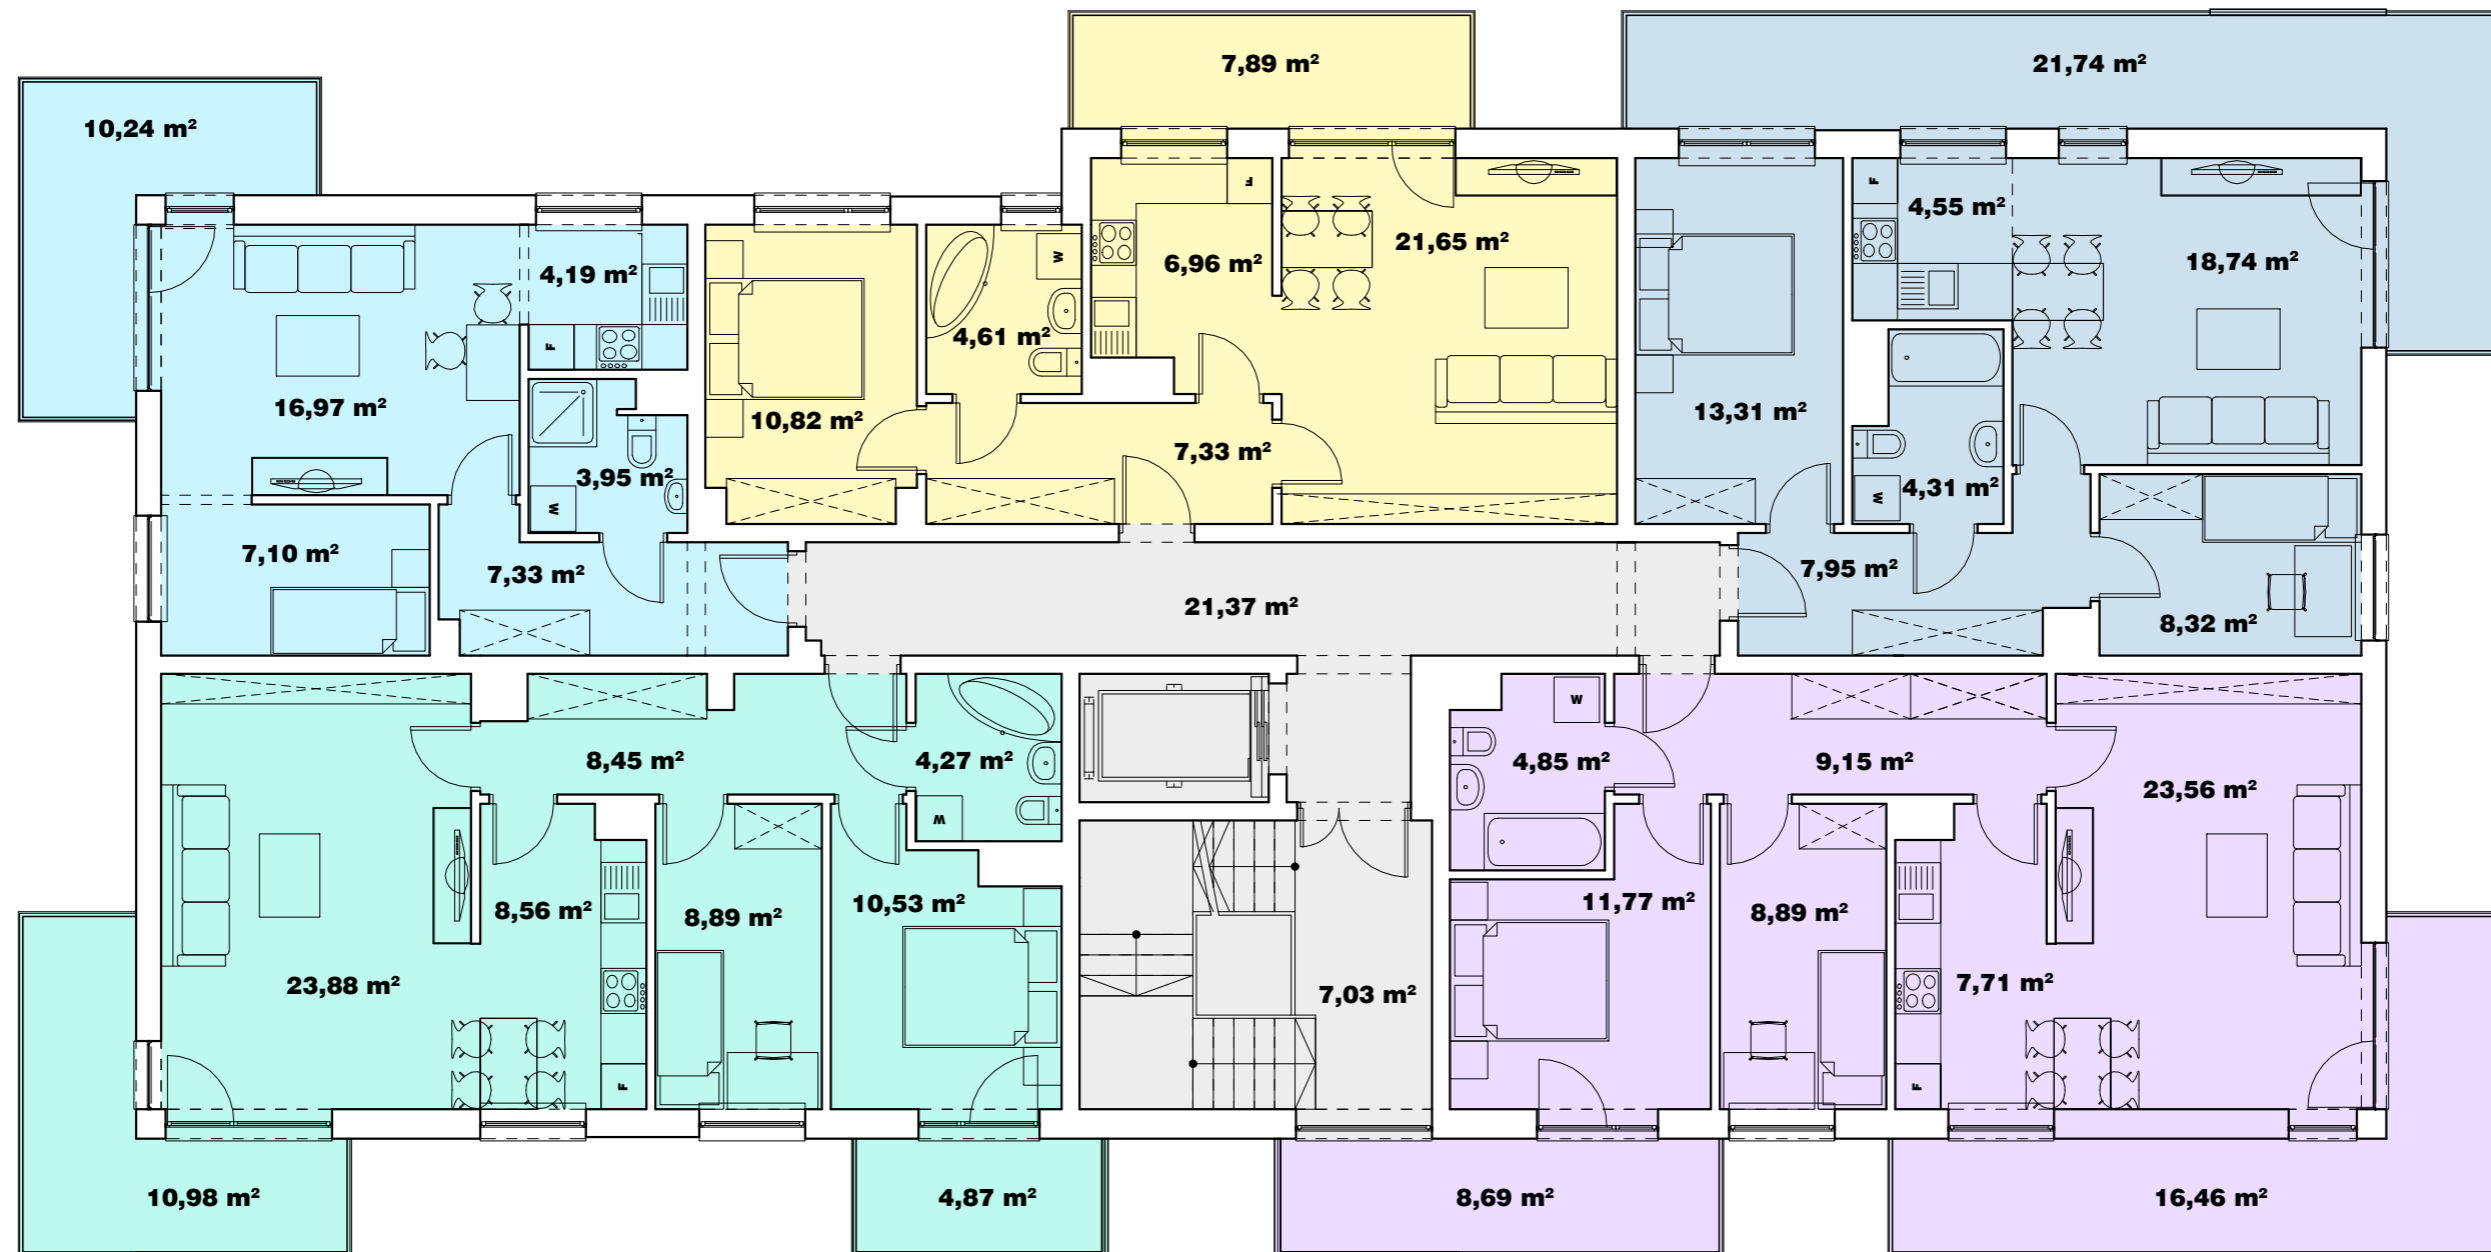 7,89 m²
21,74 m²
10,24 m²
F
F
4,55 m²
21,65 m²
W
6,96 m²
18,74 m²
4,19 m²
4,61 m²
F
16,97 m²
13,31 m²
10,82 m²
7,33 m²
3,95 m²
4,31 m²
W
W
7,10 m²
7,33 m²
7,95 m²
21,37 m²
8,32 m²
W
8,45 m²
4,27 m²
4,85 m²
9,15 m²
23,56 m²
W
10,53 m²
11,77 m²
8,56 m²
8,89 m²
8,89 m²
23,88 m²
7,03 m²
7,71 m²
F
F
10,98 m²
4,87 m²
8,69 m²
16,46 m²